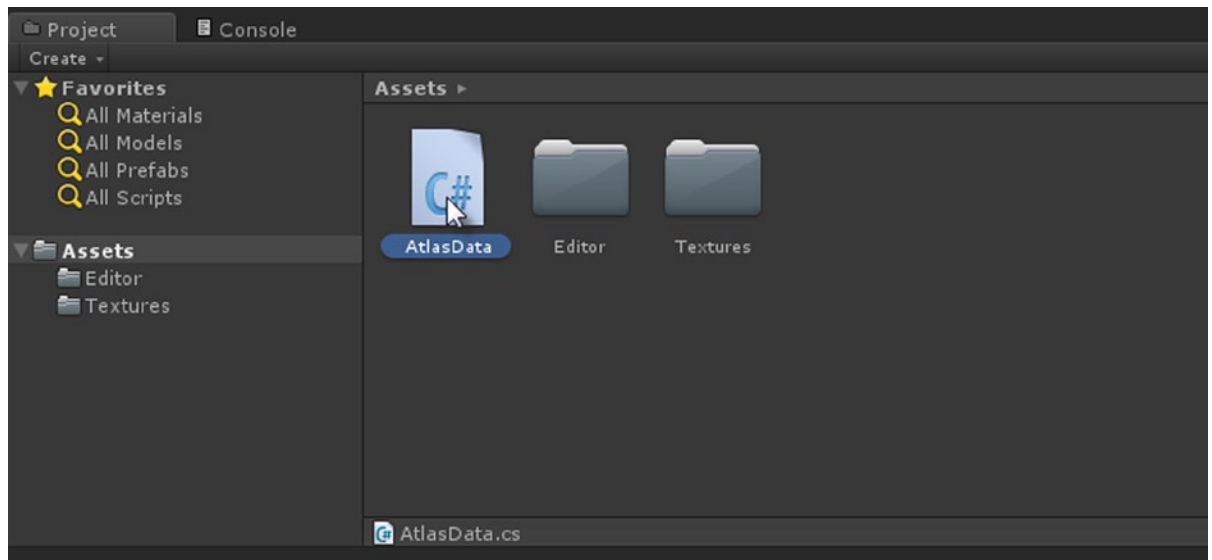 Project
Console
Create
Favorites
All Materials
All Models
All Prefabs
All Scripts
Assets
Editor
Textures
Assets
C#
AtlasData
Editor
Textures
AtlasData.cs